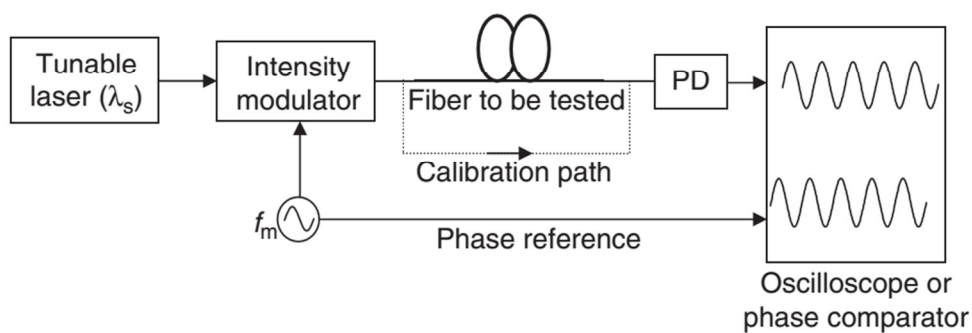 Tunable
laser (λs)
Intensity
modulator
Fiber to be tested
PD
Calibration path
fm
Phase reference
Oscilloscope or
phase comparator